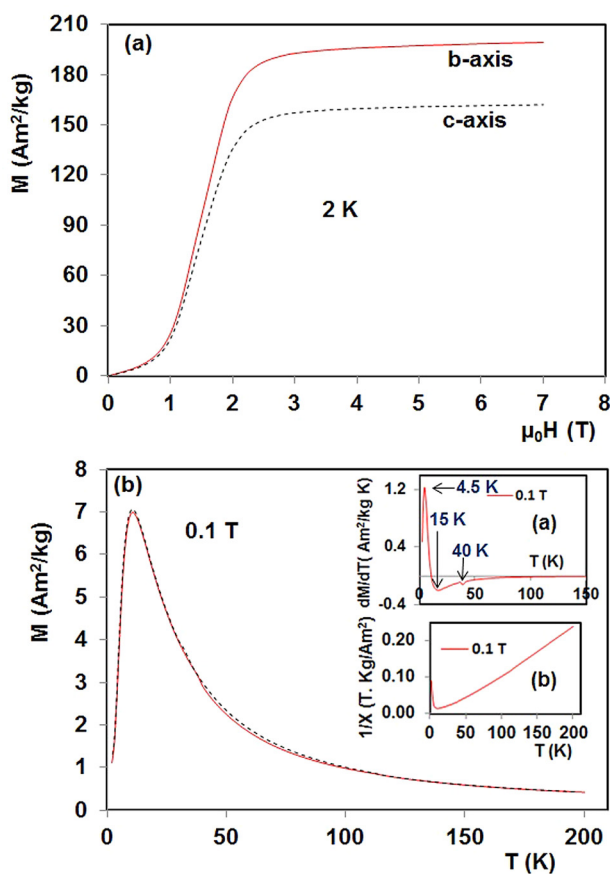 210
(a)
180
b-axis
150
c-axis
120
2 K
90
60
30
0
0 1 2 3 4 5 6 7 8
M (Am²/kg)
µ₀H (T)
8
(b)
7
0.1 T
6
5
4
3
2
1
0
0 50 100 150 200
M (Am²/kg)
T (K)
1.2
4.5 K
0.1 T
15 K
(a)
0.4
40 K
T (K)
-0.4
0 50 100 150
dM/dT( Am²/kg K)
0.20
0.1 T
0.10
(b)
0.00
0 50 100 150 200
1/X (T. Kg/Am²)
T (K)